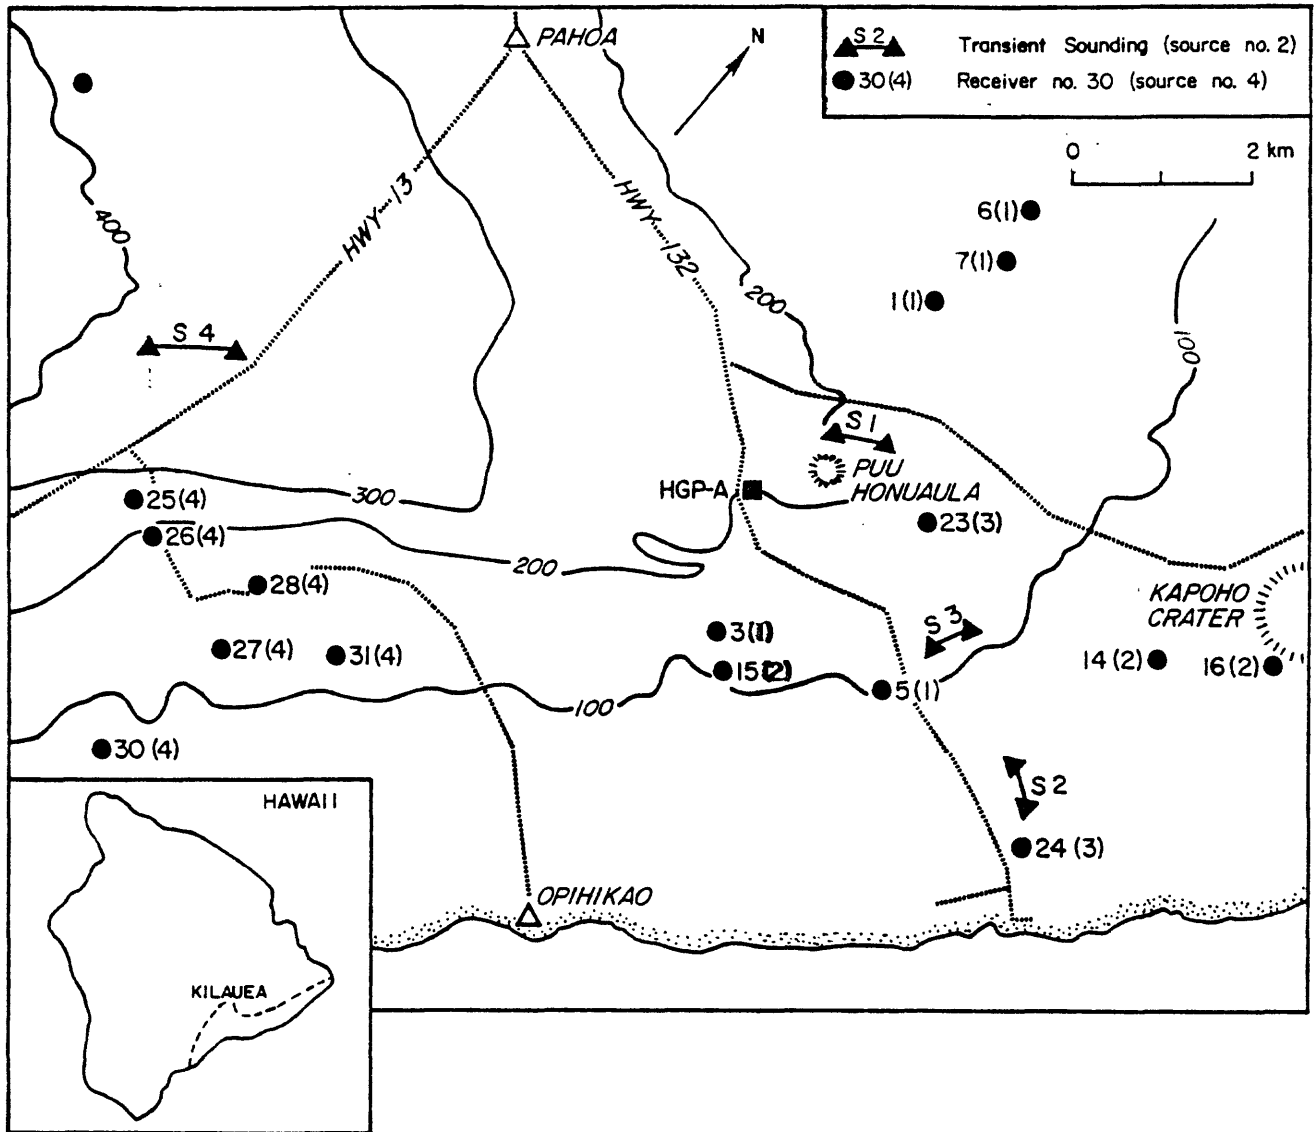 PAHOA
N
S 2 Transient Sounding (source no. 2)
30(4) Receiver no. 30 (source no. 4)
0 2 km
400
HWY-13
HWY-132
6(1)
7(1)
1(1)
200
100
S 4
S 1
PUU
HONUAULA
HGP-A
300
25(4)
26(4)
23(3)
200
28(4)
KAPOHO
CRATER
S 3
3(1)
27(4)
31(4)
15(2)
14(2)
16(2)
5(1)
100
30(4)
S 2
24(3)
HAWAII
OPIHIKAO
KILAUEA